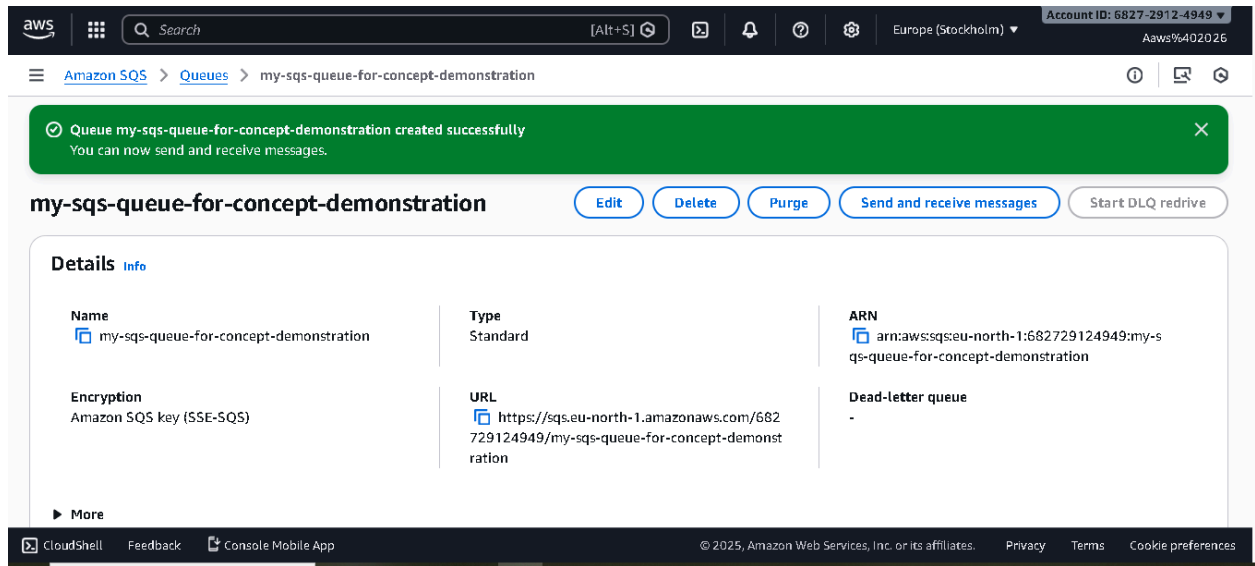 aws
Search [Alt+S] Europe (Stockholm) Account ID: 6827-2912-4949
Aaws%402026
Amazon SQS > Queues > my-sqs-queue-for-concept-demonstration
Queue my-sqs-queue-for-concept-demonstration created successfully
You can now send and receive messages.
my-sqs-queue-for-concept-demonstration Edit Delete Purge Send and receive messages Start DLQ redrive
Details Info
Name
my-sqs-queue-for-concept-demonstration
Type
Standard
ARN
arn:aws:sqs:eu-north-1:682729124949:my-s
qs-queue-for-concept-demonstration
Encryption
Amazon SQS key (SSE-SQS)
URL
https://sqs.eu-north-1.amazonaws.com/682
729124949/my-sqs-queue-for-concept-demonst
ration
Dead-letter queue
-
More
CloudShell Feedback Console Mobile App © 2025, Amazon Web Services, Inc. or its affiliates. Privacy Terms Cookie preferences